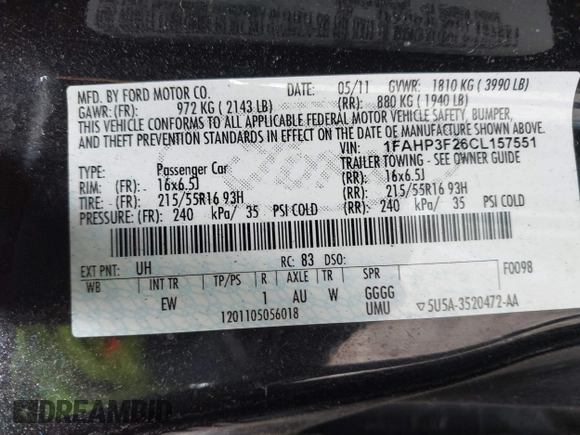 MFD. BY FORD MOTOR CO. DATE: 05/11 GVWR: 1810 KG ( 3990 LB)
GAWR: (FR): 972 KG ( 2143 LB) (RR): 880 KG ( 1940 LB)
THIS VEHICLE CONFORMS TO ALL APPLICABLE FEDERAL MOTOR VEHICLE SAFETY, BUMPER,
AND THEFT PREVENTION STANDARDS IN EFFECT ON THE DATE OF MANUFACTURE SHOWN ABOVE.
VIN: 1FAHP3F26CL157551
TYPE: Passenger Car TRAILER TOWING - SEE OWNER GUIDE
RIM: (FR): - 16x6.5J (RR): 16x6.5J
TIRE: (FR): - 215/55R16 93H (RR): 215/55R16 93H
PRESSURE: (FR): 240 kPa/ 35 PSI COLD (RR): 240 kPa/ 35 PSI COLD
EXT PNT: UH RC: 83 DSO: F0098
WB INT TR TP/PS R AXLE TR SPR
EW 1 AU W GGGG
UMU
1201105056018 ▽ 5U5A-3520472-AA
DREAMBID